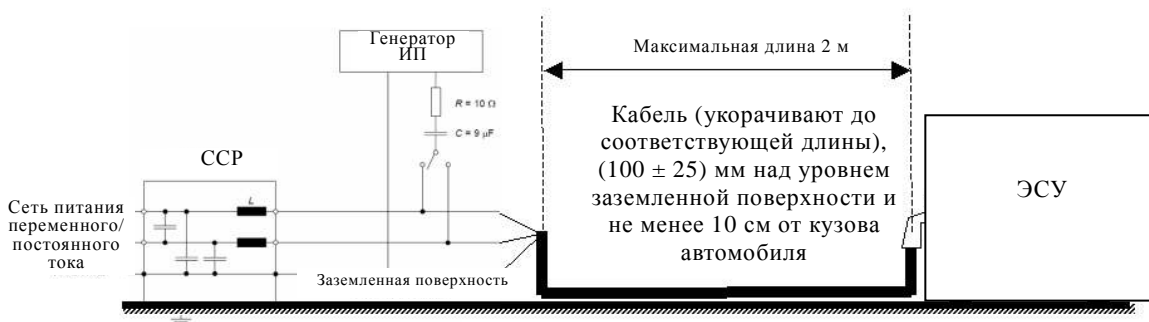 Генератор
ИП
Максимальная длина 2 м
R = 10 Ω
C = 9 μF
Кабель (укорачивают до
соответствующей длины),
(100 ± 25) мм над уровнем
заземленной поверхности и
не менее 10 см от кузова
автомобиля
ЭСУ
ССР
L
Сеть питания
переменного/
постоянного
тока
Заземленная поверхность